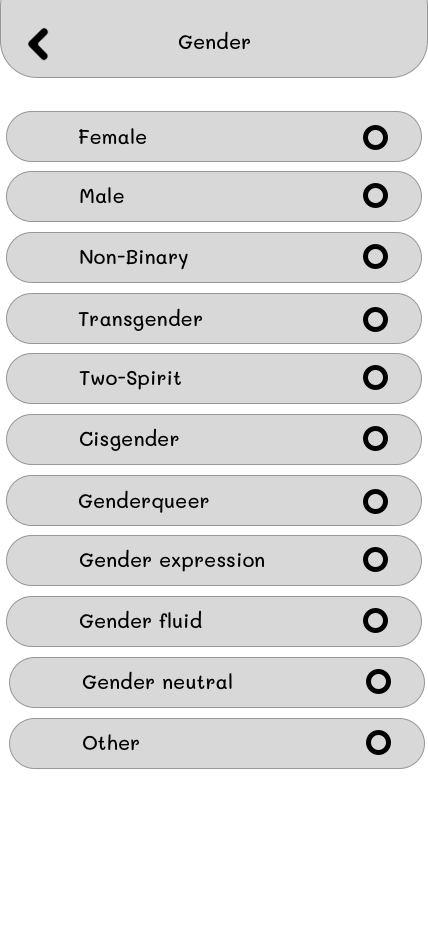 Gender
Female
Male
Non-Binary
Transgender
Two-Spirit
Cisgender
Genderqueer
Gender expression
Gender fluid
Gender neutral
Other